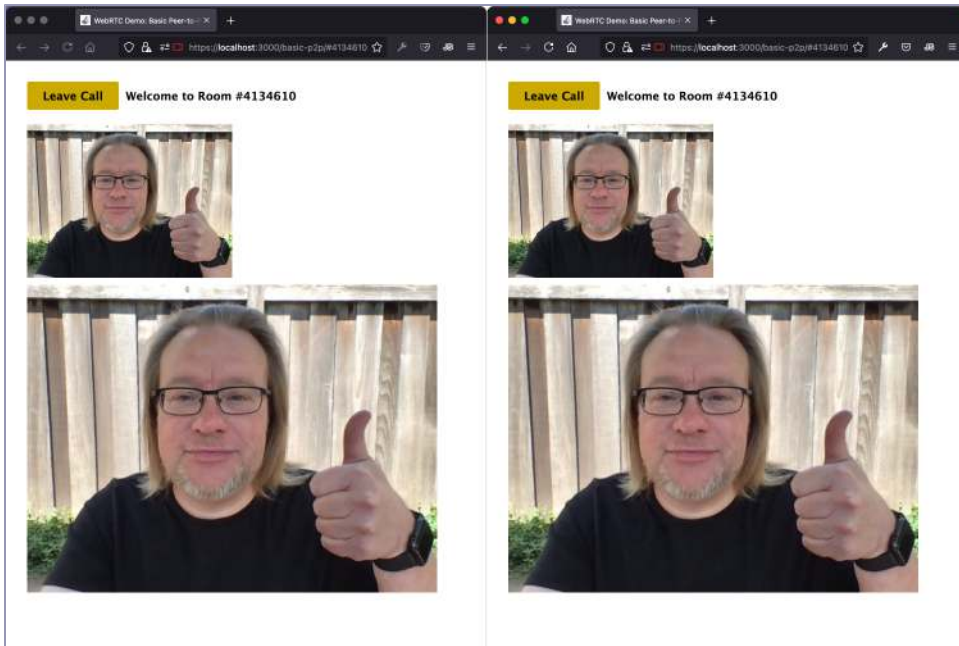 WebRTC Demo: Basic Peer-to-
https://localhost:3000/basic-p2p/#4134610
Leave Call
Welcome to Room #4134610
WebRTC Demo: Basic Peer-to-
https://localhost:3000/basic-p2p/#4134610
Leave Call
Welcome to Room #4134610